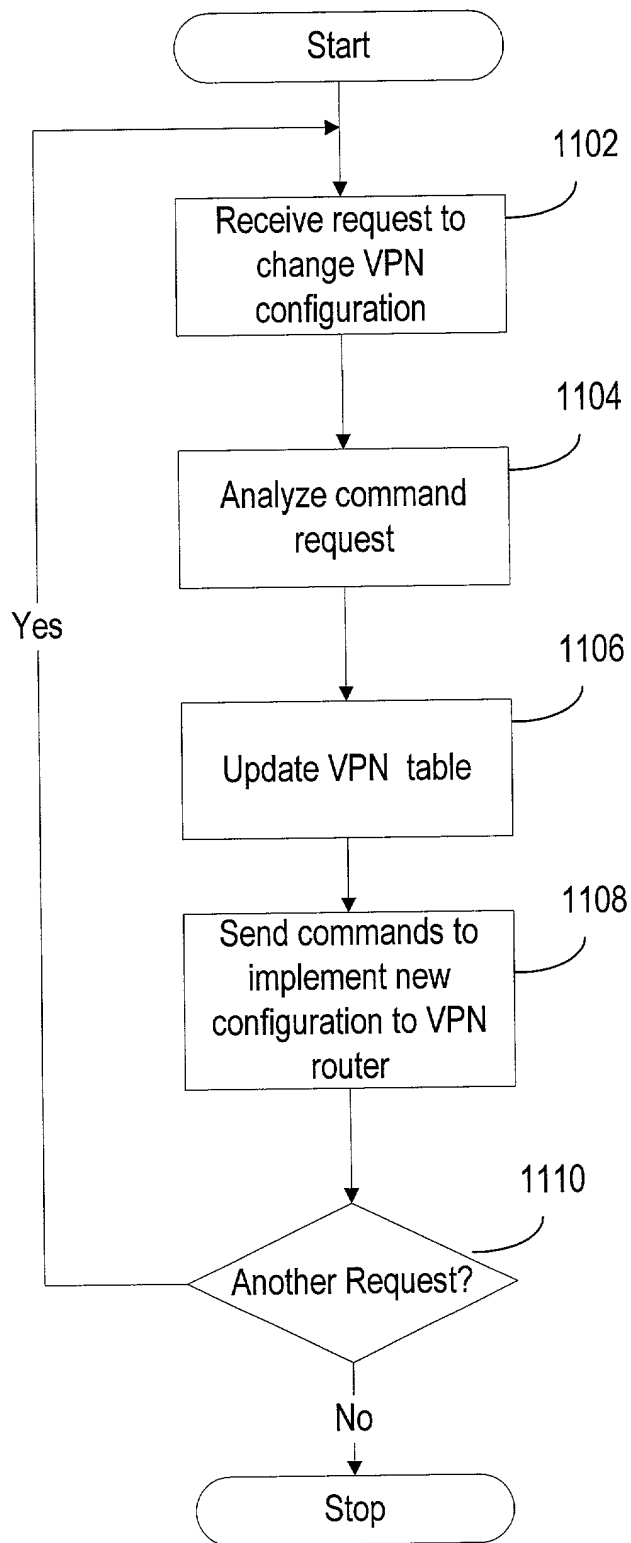 Start
1102
Receive request to
change VPN
configuration
1104
Analyze command
request
Yes
1106
Update VPN table
1108
Send commands to
implement new
configuration to VPN
router
1110
Another Request?
No
Stop